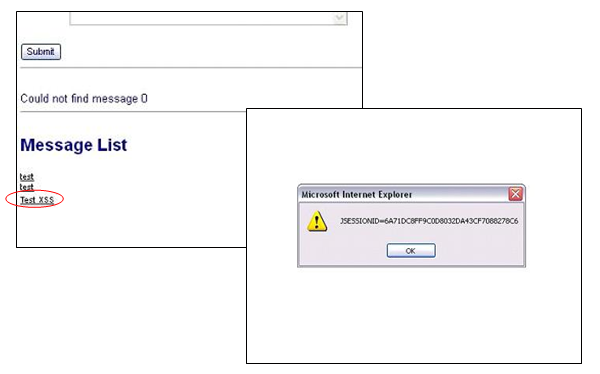 Submit
Could not find message 0
Message List
test
test
Test XSS
Microsoft Internet Explorer
JSESSIONID=6A71DC8FF9C0D8032DA43CF7088278C6
OK